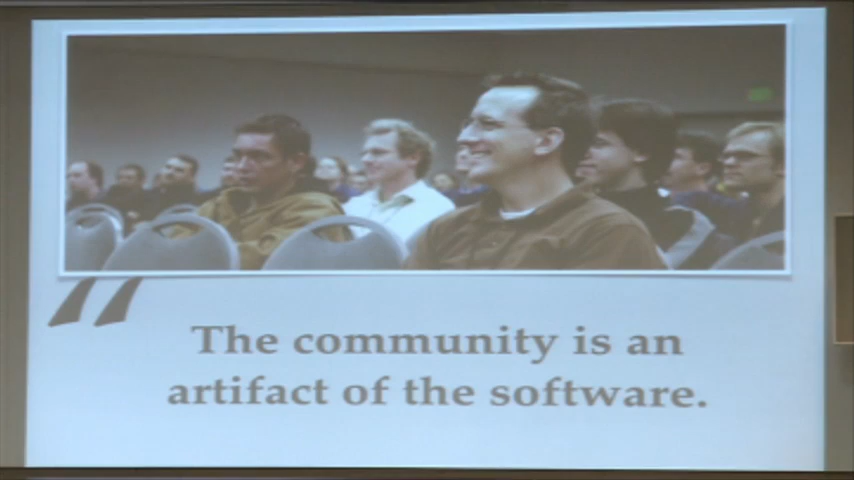 “
The community is an
artifact of the software.